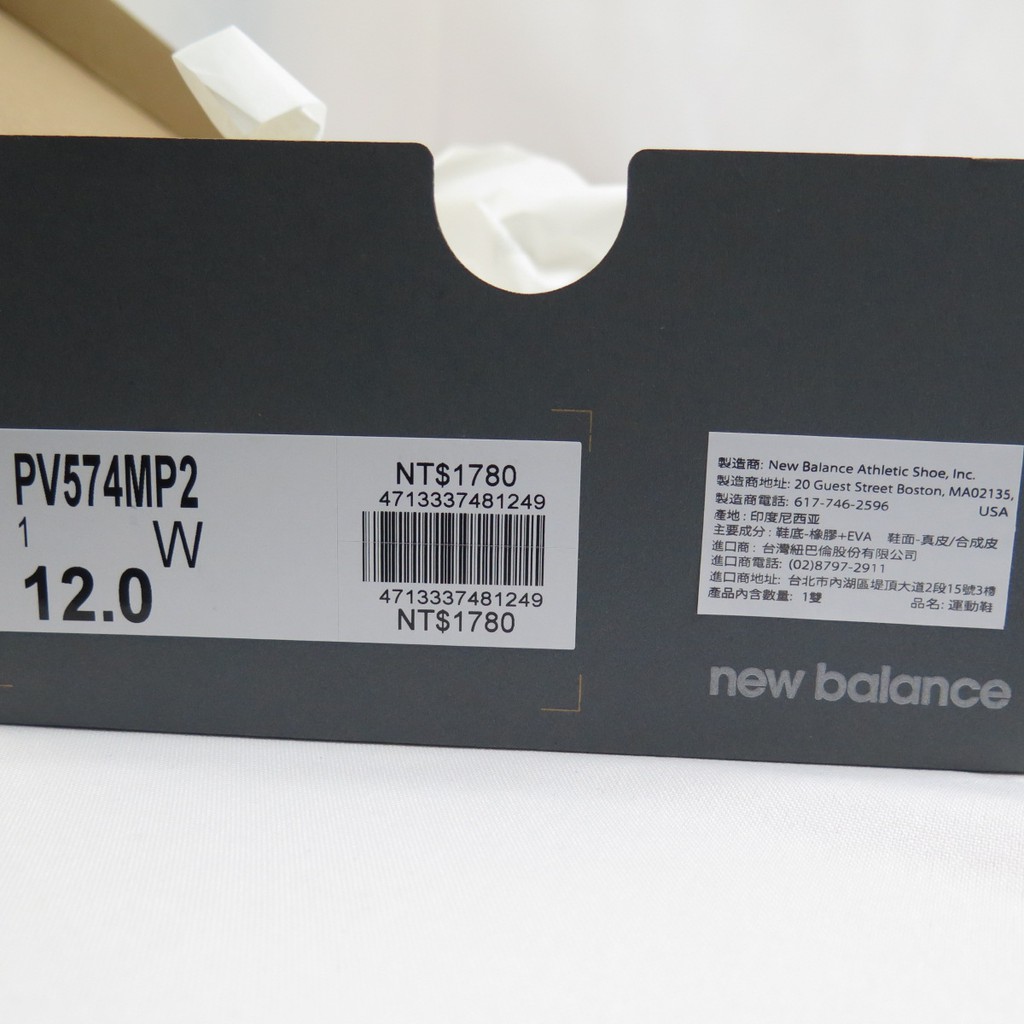 PV574MP2
1
W
12.0
NT$1780
4713337481249
4713337481249
NT$1780
製造商: New Balance Athletic Shoe, Inc.
製造商地址: 20 Guest Street Boston, MA02135,
USA
製造商電話: 617-746-2596
產地: 印度尼西亚
主要成分: 鞋底-橡膠+EVA 鞋面-真皮/合成皮
進口商: 台灣紐巴倫股份有限公司
進口商電話: (02)8797-2911
進口商地址: 台北市內湖區堤頂大道2段15號3樓
產品內含數量: 1雙 品名: 運動鞋
new balance